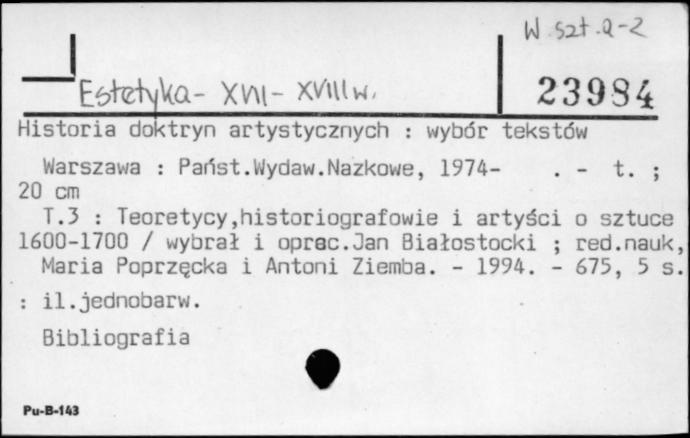 W szt. a-2
Estetyka - XVII - XVIII w.
23984
Historia doktryn artystycznych : wybór tekstów
Warszawa : Państ.Wydaw.Nazkowe, 1974- . - t. ;
20 cm
T.3 : Teoretycy,historiografowie i artyści o sztuce
1600-1700 / wybrał i oprac.Jan Białostocki ; red.nauk,
Maria Poprzęcka i Antoni Ziemba. - 1994. - 675, 5 s.
: il.jednobarw.
Bibliografia
Pu-B-143